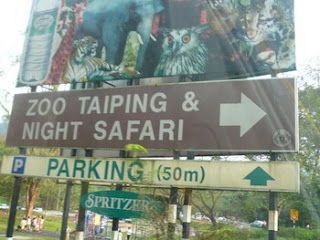 ZOO TAIPING &
NIGHT SAFARI
P PARKING (50m)
SPRITZER